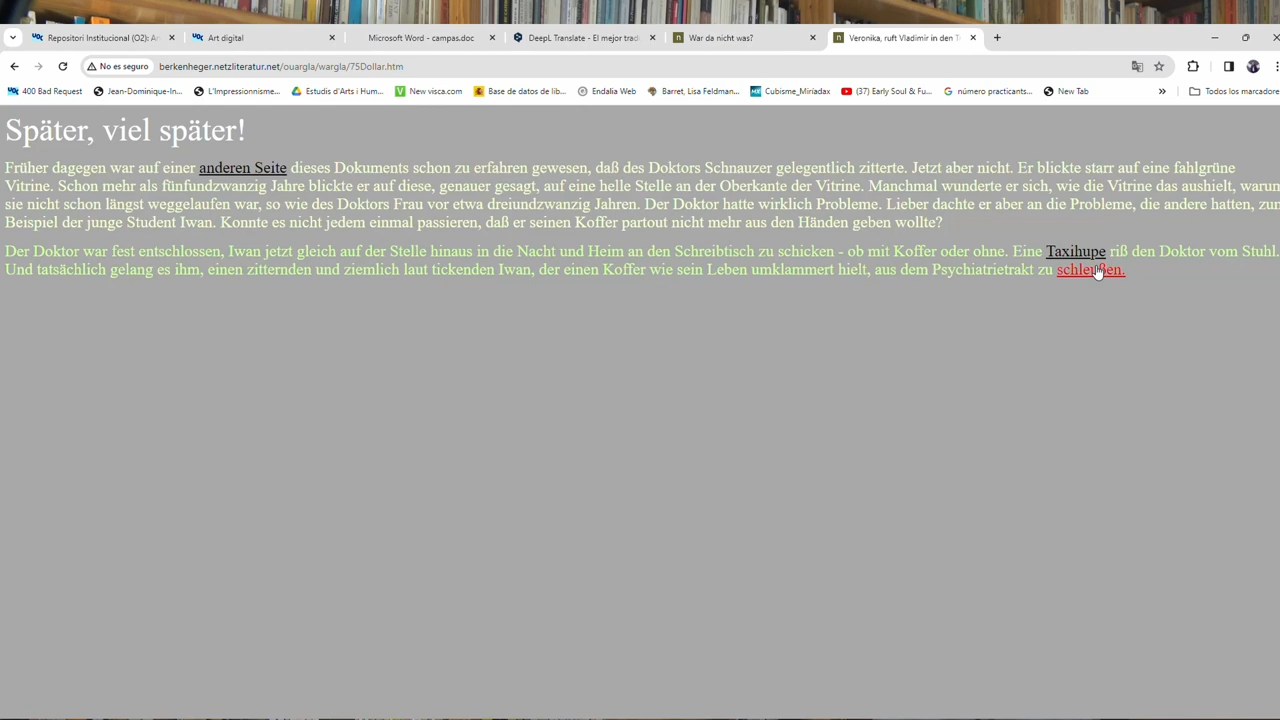 Repositori Institucional (O2): Ar
Art digital
Microsoft Word - campas.doc
DeepL Translate - El mejor trad
War da nicht was?
Veronika, ruft Vladimir in den T
No es seguro
berkenheger.netzliteratur.net/ouargla/wargla/75Dollar.htm
400 Bad Request
Jean-Dominique-In...
L'Impressionnisme...
Estudis d'Arts i Hum...
New visca.com
Base de datos de lib...
Endalia Web
Barret, Lisa Feldman...
Cubisme_Miríadax
(37) Early Soul & Fu...
número practicants...
New Tab
»
Todos los marcadore
Später, viel später!
Früher dagegen war auf einer anderen Seite dieses Dokuments schon zu erfahren gewesen, daß des Doktors Schnauzer gelegentlich zitterte. Jetzt aber nicht. Er blickte starr auf eine fahlgrüne
Vitrine. Schon mehr als fünfundzwanzig Jahre blickte er auf diese, genauer gesagt, auf eine helle Stelle an der Oberkante der Vitrine. Manchmal wunderte er sich, wie die Vitrine das aushielt, warum
sie nicht schon längst weggelaufen war, so wie des Doktors Frau vor etwa dreiundzwanzig Jahren. Der Doktor hatte wirklich Probleme. Lieber dachte er aber an die Probleme, die andere hatten, zum
Beispiel der junge Student Iwan. Konnte es nicht jedem einmal passieren, daß er seinen Koffer partout nicht mehr aus den Händen geben wollte?
Der Doktor war fest entschlossen, Iwan jetzt gleich auf der Stelle hinaus in die Nacht und Heim an den Schreibtisch zu schicken - ob mit Koffer oder ohne. Eine Taxihupe riß den Doktor vom Stuhl.
Und tatsächlich gelang es ihm, einen zitternden und ziemlich laut tickenden Iwan, der einen Koffer wie sein Leben umklammert hielt, aus dem Psychiatrietrakt zu schleußen.